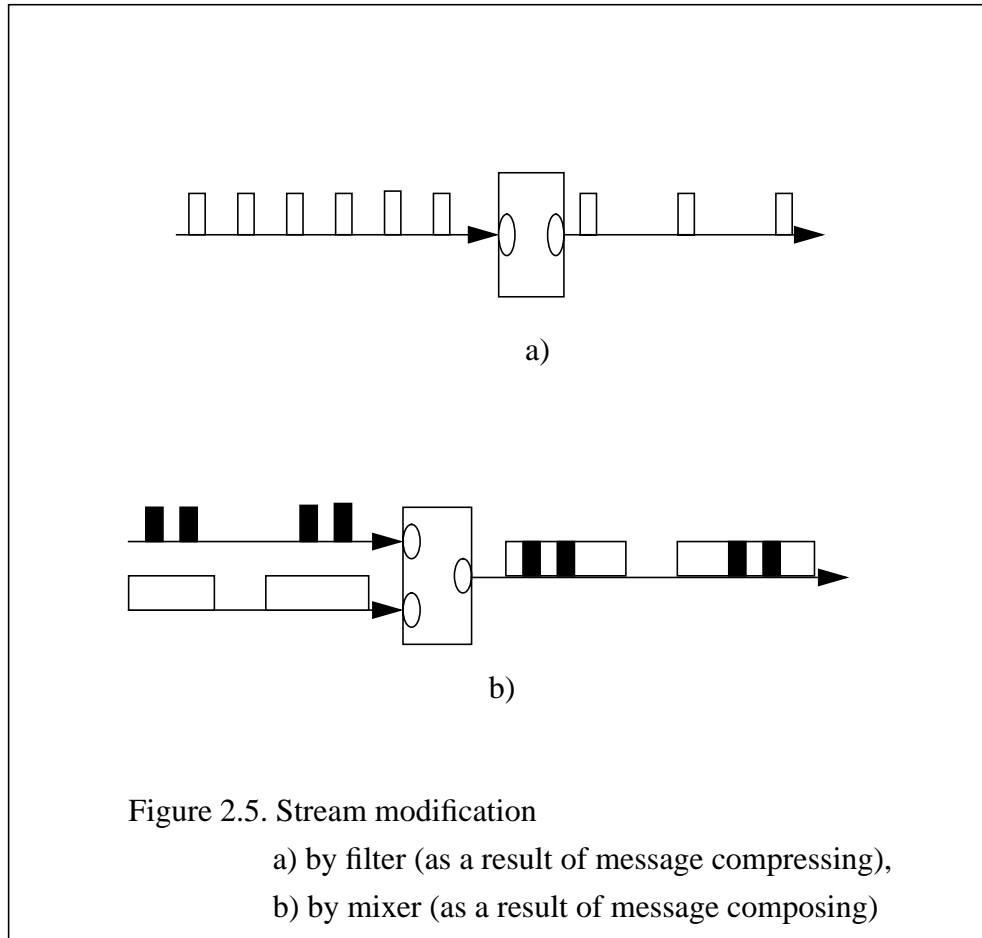 a)
b)
Figure 2.5. Stream modification
a) by filter (as a result of message compressing),
b) by mixer (as a result of message composing)